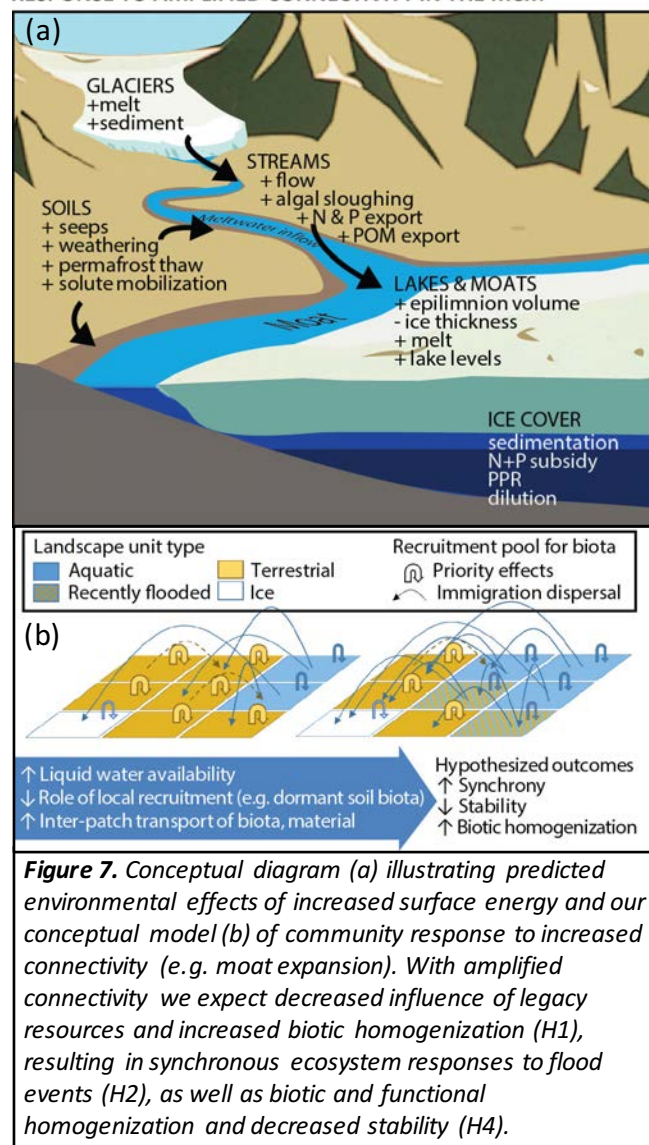 (a)
GLACIERS
+melt
+sediment
STREAMS
+ flow
+ algal sloughing
+ N & P export
+ POM export
SOILS
+ seeps
+ weathering
+ permafrost thaw
+ solute mobilization
Meltwater inflow
LAKES & MOATS
+ epilimnion volume
- ice thickness
+ melt
+ lake levels
Moat
ICE COVER
sedimentation
N+P subsidy
PPR
dilution
Landscape unit type
Aquatic
Terrestrial
Recently flooded
Ice
Recruitment pool for biota
Priority effects
Immigration dispersal
(b)
↑ Liquid water availability
↓ Role of local recruitment (e.g. dormant soil biota)
↑ Inter-patch transport of biota, material
Hypothesized outcomes
↑ Synchrony
↓ Stability
↑ Biotic homogenization
Figure 7. Conceptual diagram (a) illustrating predicted
environmental effects of increased surface energy and our
conceptual model (b) of community response to increased
connectivity (e.g. moat expansion). With amplified
connectivity we expect decreased influence of legacy
resources and increased biotic homogenization (H1),
resulting in synchronous ecosystem responses to flood
events (H2), as well as biotic and functional
homogenization and decreased stability (H4).